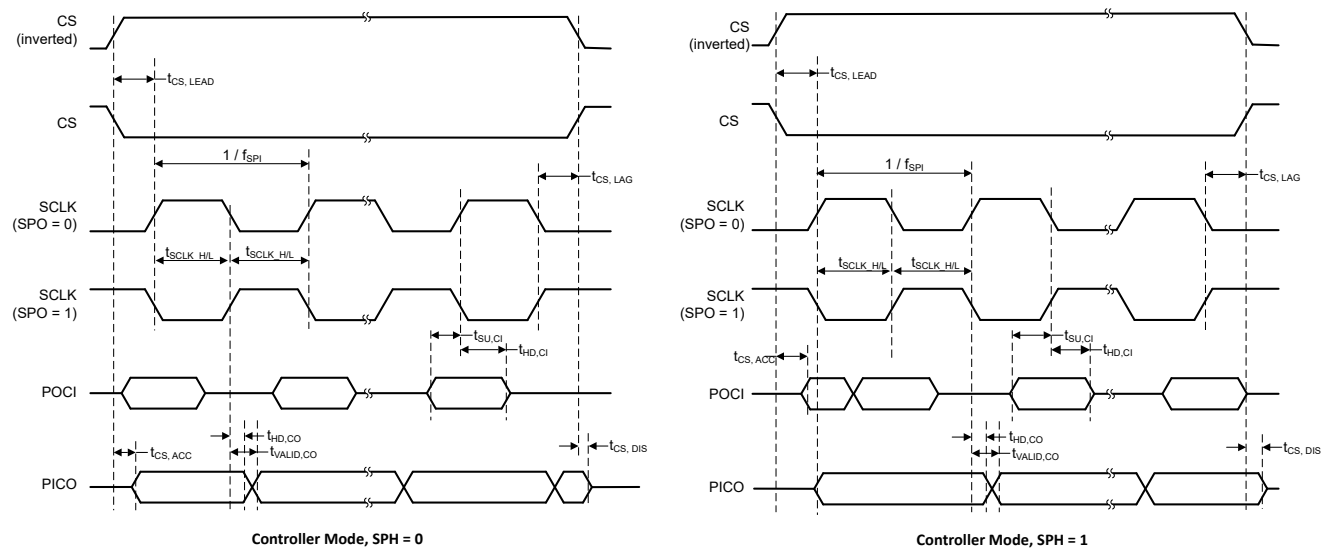 CS
(inverted)
tCS, LEAD
CS
1 / fSPI
tCS, LAG
SCLK
(SPO = 0)
tSCLK_H/L
tSCLK_H/L
SCLK
(SPO = 1)
tSU,CI
tHD,CI
POCI
tHD,CO
tVALID,CO
tCS, ACC
tCS, DIS
PICO
Controller Mode, SPH = 0
CS
(inverted)
tCS, LEAD
CS
1 / fSPI
tCS, LAG
SCLK
(SPO = 0)
tSCLK_H/L
tSCLK_H/L
SCLK
(SPO = 1)
tSU,CI
tHD,CI
tCS, ACC
POCI
tHD,CO
tVALID,CO
tCS, DIS
PICO
Controller Mode, SPH = 1